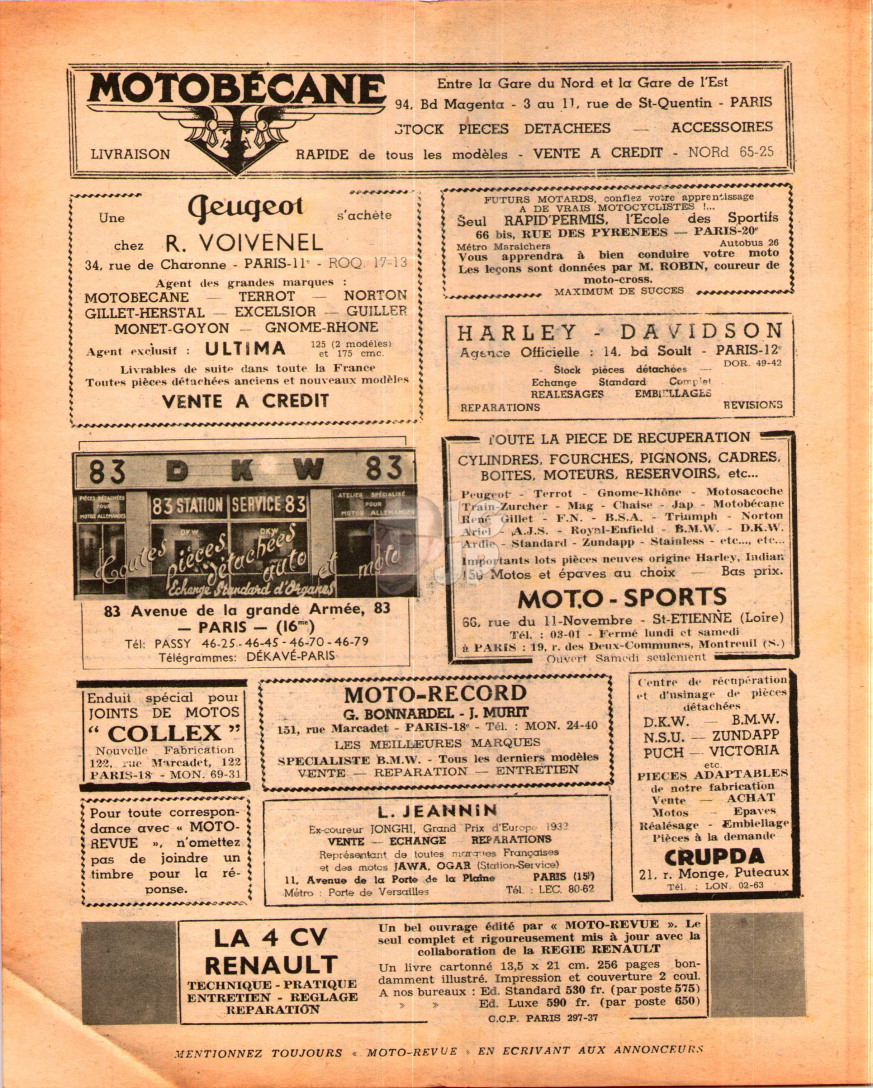 MOTOBÉCANE
Entre la Gare du Nord et la Gare de l'Est
94, Bd Magenta - 3 au 11, rue de St-Quentin - PARIS
STOCK PIECES DETACHEES — ACCESSOIRES
LIVRAISON RAPIDE de tous les modèles - VENTE A CREDIT - NORd 65-25
Une Peugeot s'achète
chez R. VOIVENEL
34, rue de Charonne - PARIS-11e - ROQ. 17-13
Agent des grandes marques :
MOTOBECANE — TERROT — NORTON
GILLET-HERSTAL — EXCELSIOR — GUILLER
MONET-GOYON — GNOME-RHONE
Agent exclusif : ULTIMA 125 (2 modèles)
et 175 cmc.
Livrables de suite dans toute la France
Toutes pièces détachées anciens et nouveaux modèles
VENTE A CREDIT
FUTURS MOTARDS, confiez votre apprentissage
A DE VRAIS MOTOCYCLISTES !...
Seul RAPID'PERMIS, l'Ecole des Sportifs
66 bis, RUE DES PYRENEES — PARIS-20e
Métro Maraichers Autobus 26
Vous apprendra à bien conduire votre moto
Les leçons sont données par M. ROBIN, coureur de
moto-cross.
MAXIMUM DE SUCCES
HARLEY - DAVIDSON
Agence Officielle : 14, bd Soult - PARIS-12e
DOR. 49-42
- Stock pièces détachées —
Echange Standard Complet
REALESAGES EMBIELLAGES
REPARATIONS REVISIONS
83 DKW 83
PIÈCES DÉTACHÉES
POUR
MOTOS ALLEMANDES
83 STATION SERVICE 83
ATELIER SPÉCIALISÉ
POUR
MOTOS ALLEMANDES
DKW DKW
Toutes pièces détachées auto et moto
Echange Standard d'Organes
83 Avenue de la grande Armée, 83
— PARIS — (16me)
Tél: PASSY 46-25 - 46-45 - 46-70 - 46-79
Télégrammes: DÉKAVÉ-PARIS
TOUTE LA PIECE DE RECUPERATION
CYLINDRES, FOURCHES, PIGNONS, CADRES,
BOITES, MOTEURS, RESERVOIRS, etc...
Peugeot - Terrot - Gnome-Rhône - Motosacoche
Train-Zurcher - Mag - Chaise - Jap - Motobécane
René Gillet - F.N. - B.S.A. - Triumph - Norton
Ariel - A.J.S. - Royal-Enfield - B.M.W. - D.K.W.
Ardie - Standard - Zundapp - Stainless - etc..., etc...
Importants lots pièces neuves origine Harley, Indian
150 Motos et épaves au choix — Bas prix.
MOTO - SPORTS
66, rue du 11-Novembre - St-ETIENNE (Loire)
Tél. : 03-01 - Fermé lundi et samedi
à PARIS : 19, r. des Deux-Communes, Montreuil (S.)
Ouvert Samedi seulement
Enduit spécial pour
JOINTS DE MOTOS
“ COLLEX ”
Nouvelle Fabrication
122, rue Marcadet, 122
PARIS-18e - MON. 69-31
MOTO-RECORD
G. BONNARDEL - J. MURIT
151, rue Marcadet - PARIS-18e - Tél. : MON. 24-40
LES MEILLEURES MARQUES
SPECIALISTE B.M.W. - Tous les derniers modèles
VENTE — REPARATION — ENTRETIEN
Centre de récupération
et d'usinage de pièces
détachées
D.K.W. — B.M.W.
N.S.U. — ZUNDAPP
PUCH — VICTORIA
etc.
PIECES ADAPTABLES
de notre fabrication
Vente — ACHAT
Motos — Epaves
Réalésage - Embiellage
Pièces à la demande
CRUPDA
21, r. Monge, Puteaux
Tél. : LON. 02-63
Pour toute correspon-
dance avec « MOTO-
REVUE », n'omettez
pas de joindre un
timbre pour la ré-
ponse.
L. JEANNIN
Ex-coureur JONGHI, Grand Prix d'Europe 1932
VENTE — ECHANGE — REPARATIONS
Représentant de toutes marques Françaises
et des motos JAWA, OGAR (Station-Service)
11, Avenue de la Porte de la Plaine PARIS (15e)
Métro : Porte de Versailles Tél. : LEC. 80-62
LA 4 CV
RENAULT
TECHNIQUE - PRATIQUE
ENTRETIEN - REGLAGE
REPARATION
Un bel ouvrage édité par « MOTO-REVUE ». Le
seul complet et rigoureusement mis à jour avec la
collaboration de la REGIE RENAULT
Un livre cartonné 13,5 x 21 cm. 256 pages bon-
damment illustré. Impression et couverture 2 coul.
A nos bureaux : Ed. Standard 530 fr. (par poste 575)
» » Ed. Luxe 590 fr. (par poste 650)
C.C.P. PARIS 297-37
MENTIONNEZ TOUJOURS « MOTO-REVUE » EN ECRIVANT AUX ANNONCEURS